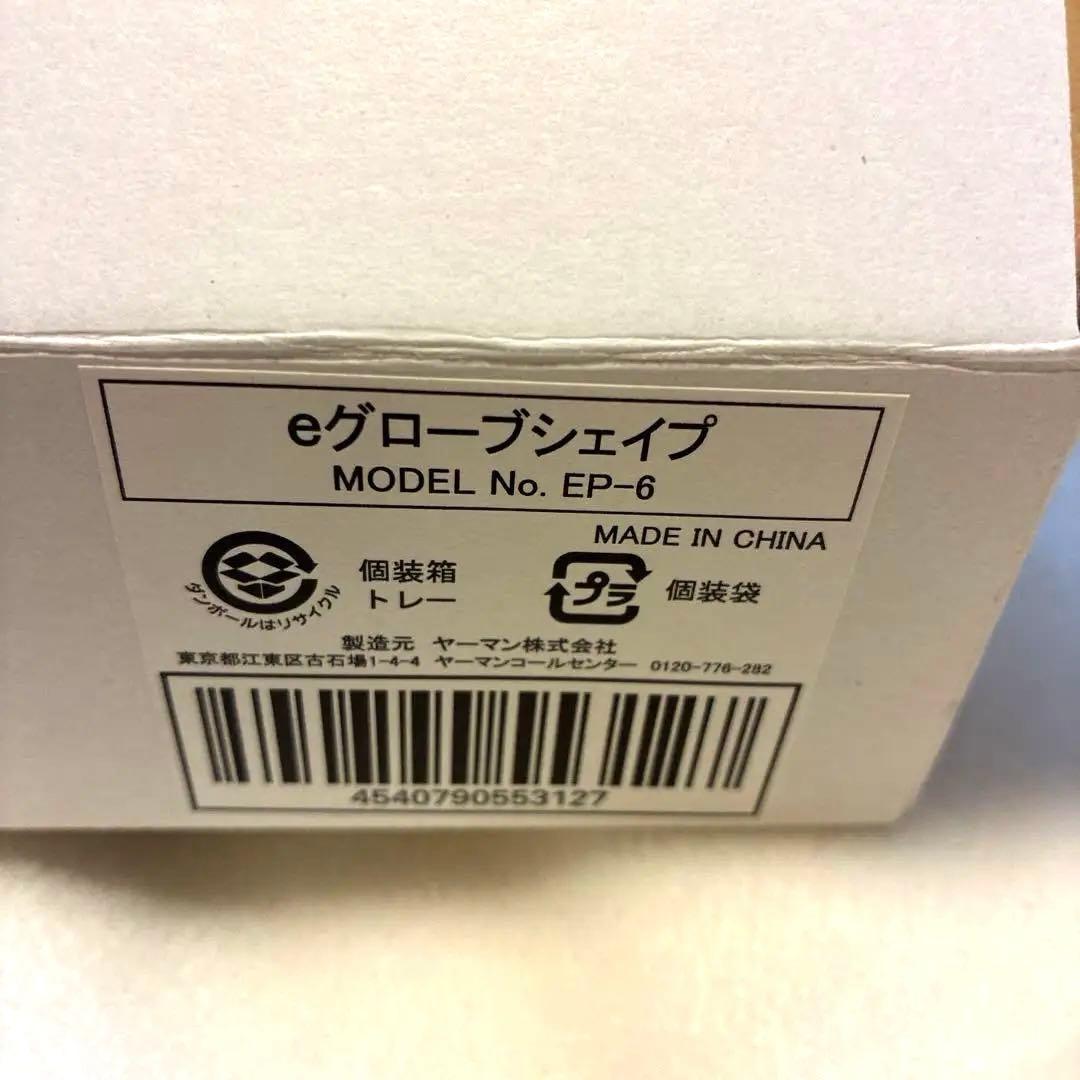 eグローブシェイプ
MODEL No. EP-6
MADE IN CHINA
ダンボールはリサイクル
個装箱
トレー
プラ
個装袋
製造元 ヤーマン株式会社
東京都江東区古石場1-4-4 ヤーマンコールセンター 0120-776-282
4540790553127